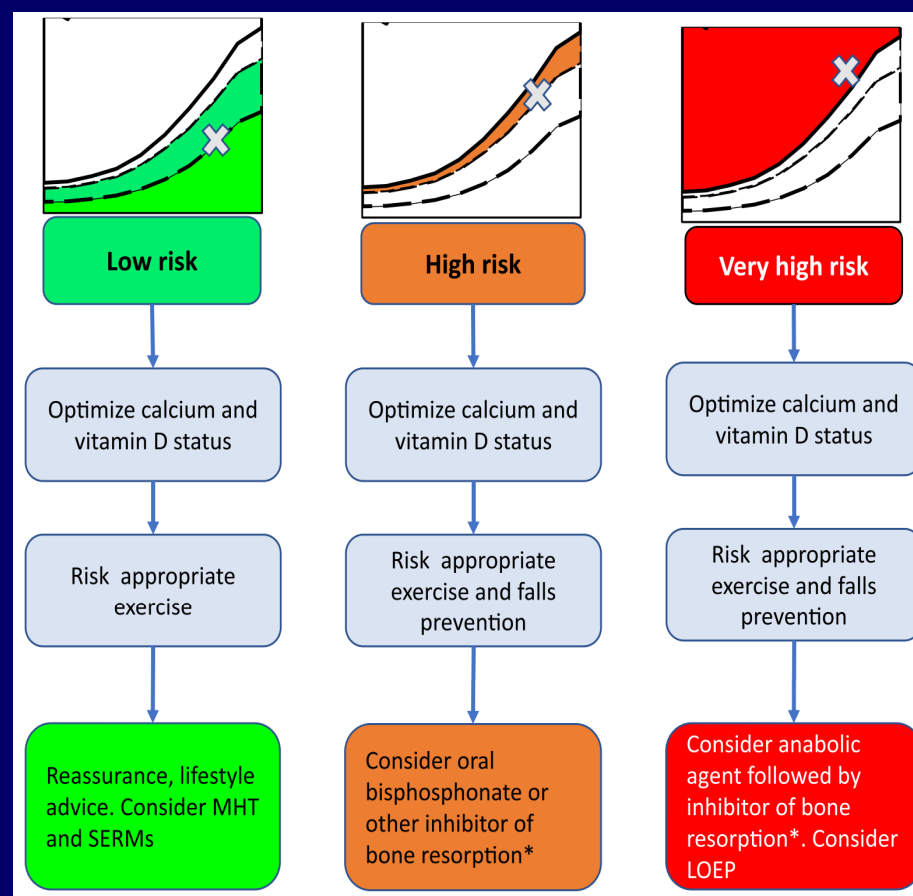 Low risk
Optimize calcium and
vitamin D status
Risk appropriate
exercise
Reassurance, lifestyle
advice. Consider MHT
and SERMs
High risk
Optimize calcium and
vitamin D status
Risk appropriate
exercise and falls
prevention
Consider oral
bisphosphonate or
other inhibitor of
bone resorption*
Very high risk
Optimize calcium and
vitamin D status
Risk appropriate
exercise and falls
prevention
Consider anabolic
agent followed by
inhibitor of bone
resorption*. Consider
LOEP